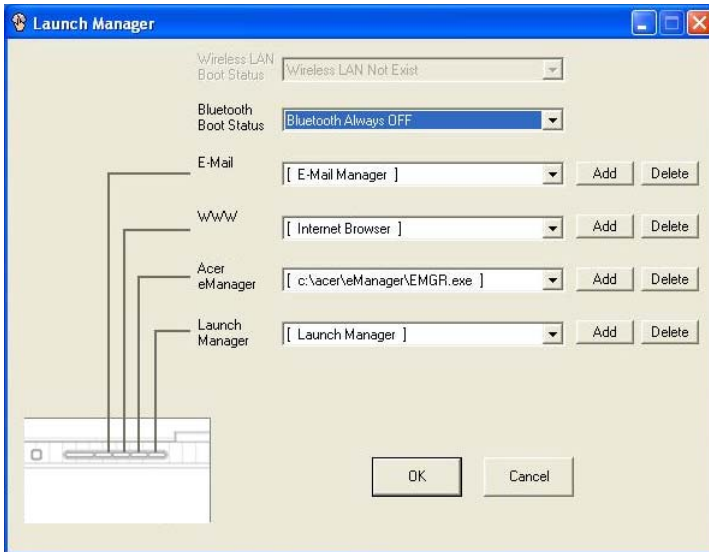 Launch Manager
Wireless LAN
Boot Status
Wireless LAN Not Exist
Bluetooth
Boot Status
Bluetooth Always OFF
E-Mail
[ E-Mail Manager ]
Add
Delete
WWW
[ Internet Browser ]
Add
Delete
Acer
eManager
[ c:\acer\eManager\EMGR.exe ]
Add
Delete
Launch
Manager
[ Launch Manager ]
Add
Delete
OK
Cancel